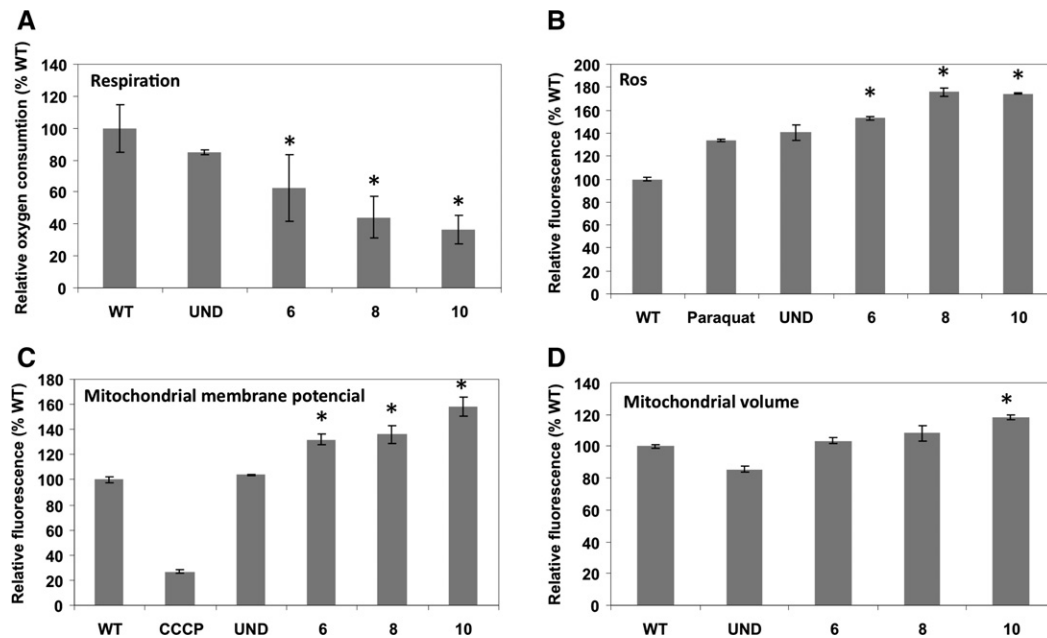 A
Relative oxygen consumtion (% WT)
140
120
100
80
60
40
20
0
Respiration
*
*
*
WT UND 6 8 10
B
Relative fluorescence (% WT)
200
180
160
140
120
100
80
60
40
20
0
Ros
*
*
*
WT Paraquat UND 6 8 10
C
Relative fluorescence (% WT)
180
160
140
120
100
80
60
40
20
0
Mitochondrial membrane potencial
*
*
*
WT CCCP UND 6 8 10
D
Relative fluorescence (% WT)
140
120
100
80
60
40
20
0
Mitochondrial volume
*
WT UND 6 8 10